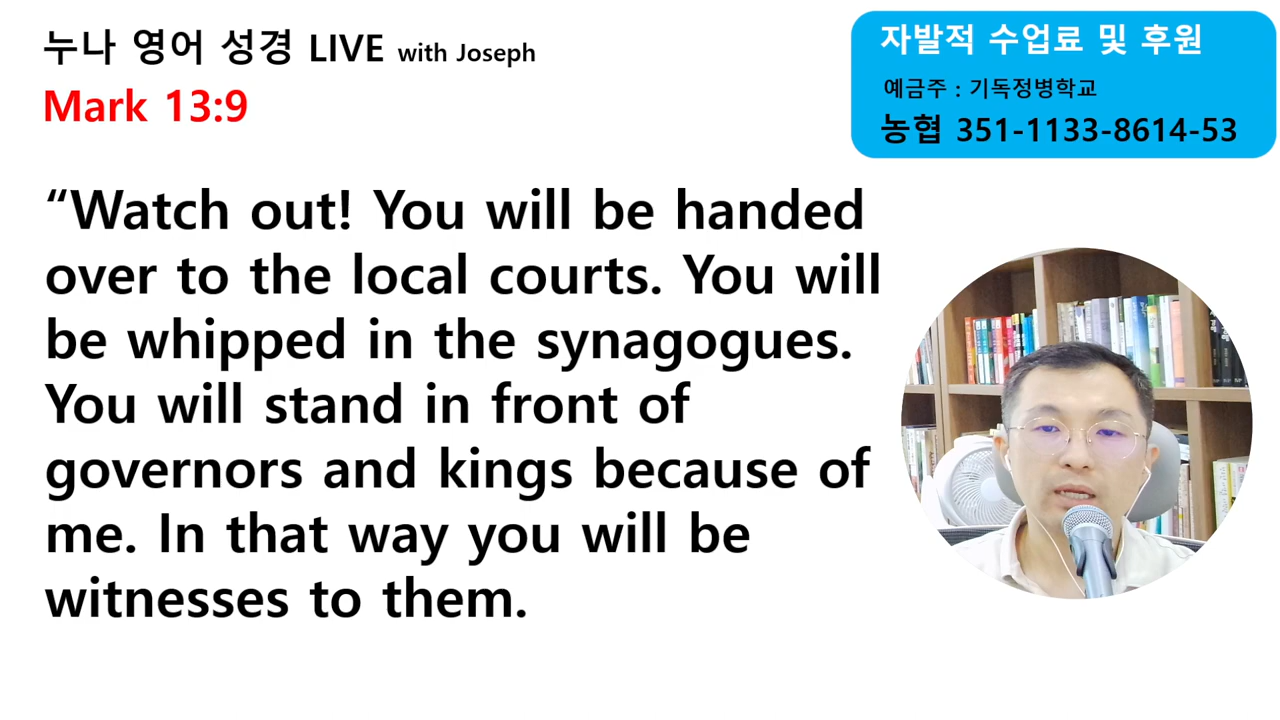 누나 영어 성경 LIVE with Joseph
Mark 13:9
자발적 수업료 및 후원
예금주 : 기독정병학교
농협 351-1133-8614-53
“Watch out! You will be handed
over to the local courts. You will
be whipped in the synagogues.
You will stand in front of
governors and kings because of
me. In that way you will be
witnesses to them.